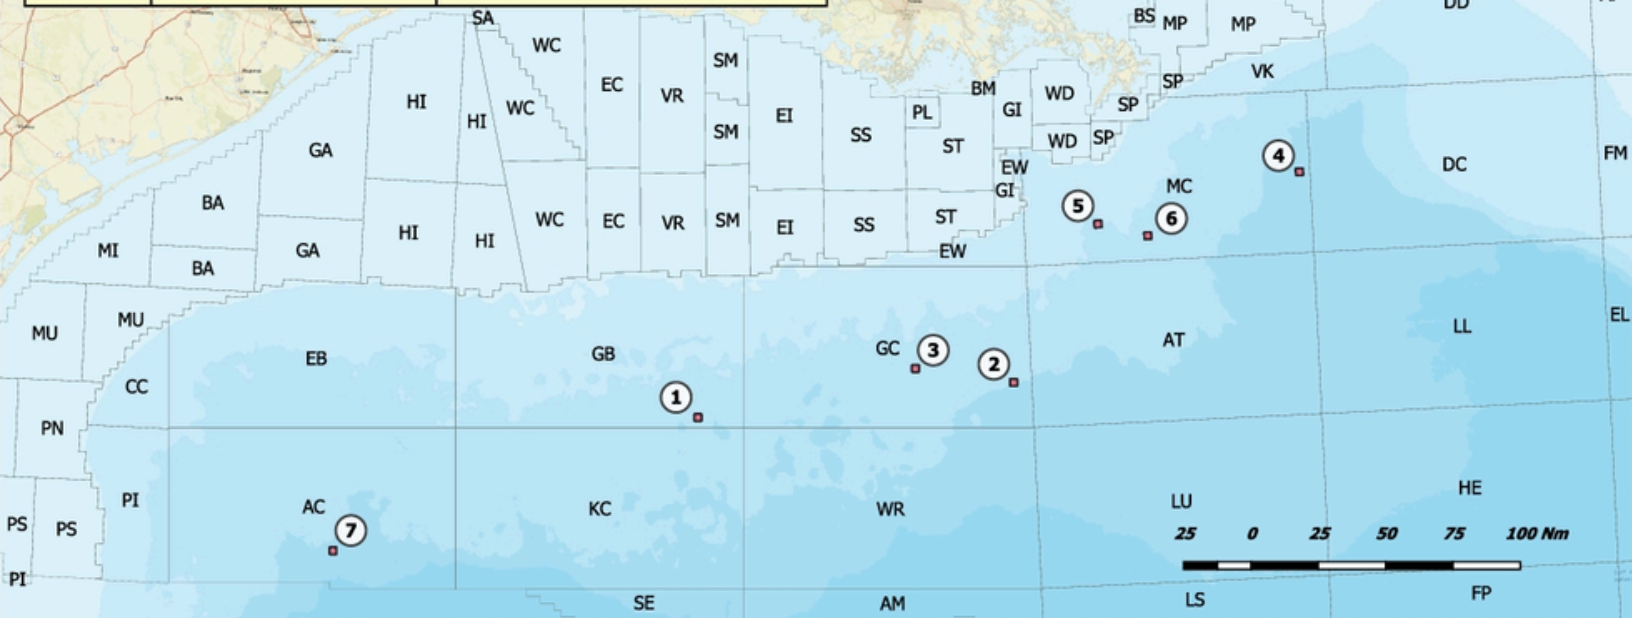 SA
DD
BS
MP
MP
WC
SM
VK
EC
SP
BM
WD
VR
HI
WC
GI
SP
PL
EI
HI
SM
SS
WD
SP
GA
ST
FM
4
DC
EW
MC
GI
5
BA
6
ST
WC
EC
VR
SM
EI
SS
HI
HI
MI
GA
EW
BA
EL
MU
MU
LL
AT
EB
GB
GC
3
2
CC
1
PN
HE
PI
LU
AC
KC
WR
PS
PS
7
25 0 25 50 75 100 Nm
PI
SE
AM
LS
FP